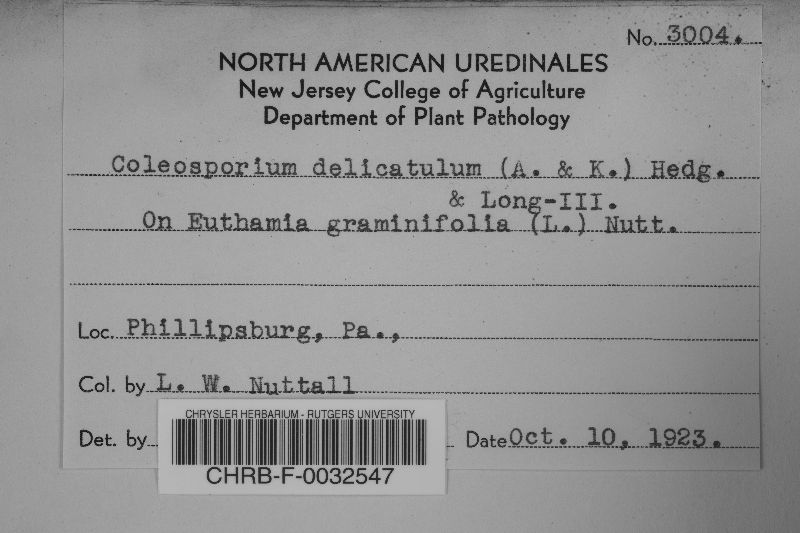 No. 3004.
NORTH AMERICAN UREDINALES
New Jersey College of Agriculture
Department of Plant Pathology
Coleosporium delicatulum (A. & K.) Hedg.
& Long-III.
On Euthamia graminifolia (L.) Nutt.
Loc. Phillipsburg, Pa.,
Col. by L. W. Nuttall
Det. by Date Oct. 10, 1923.
CHRYSLER HERBARIUM - RUTGERS UNIVERSITY
CHRB-F-0032547